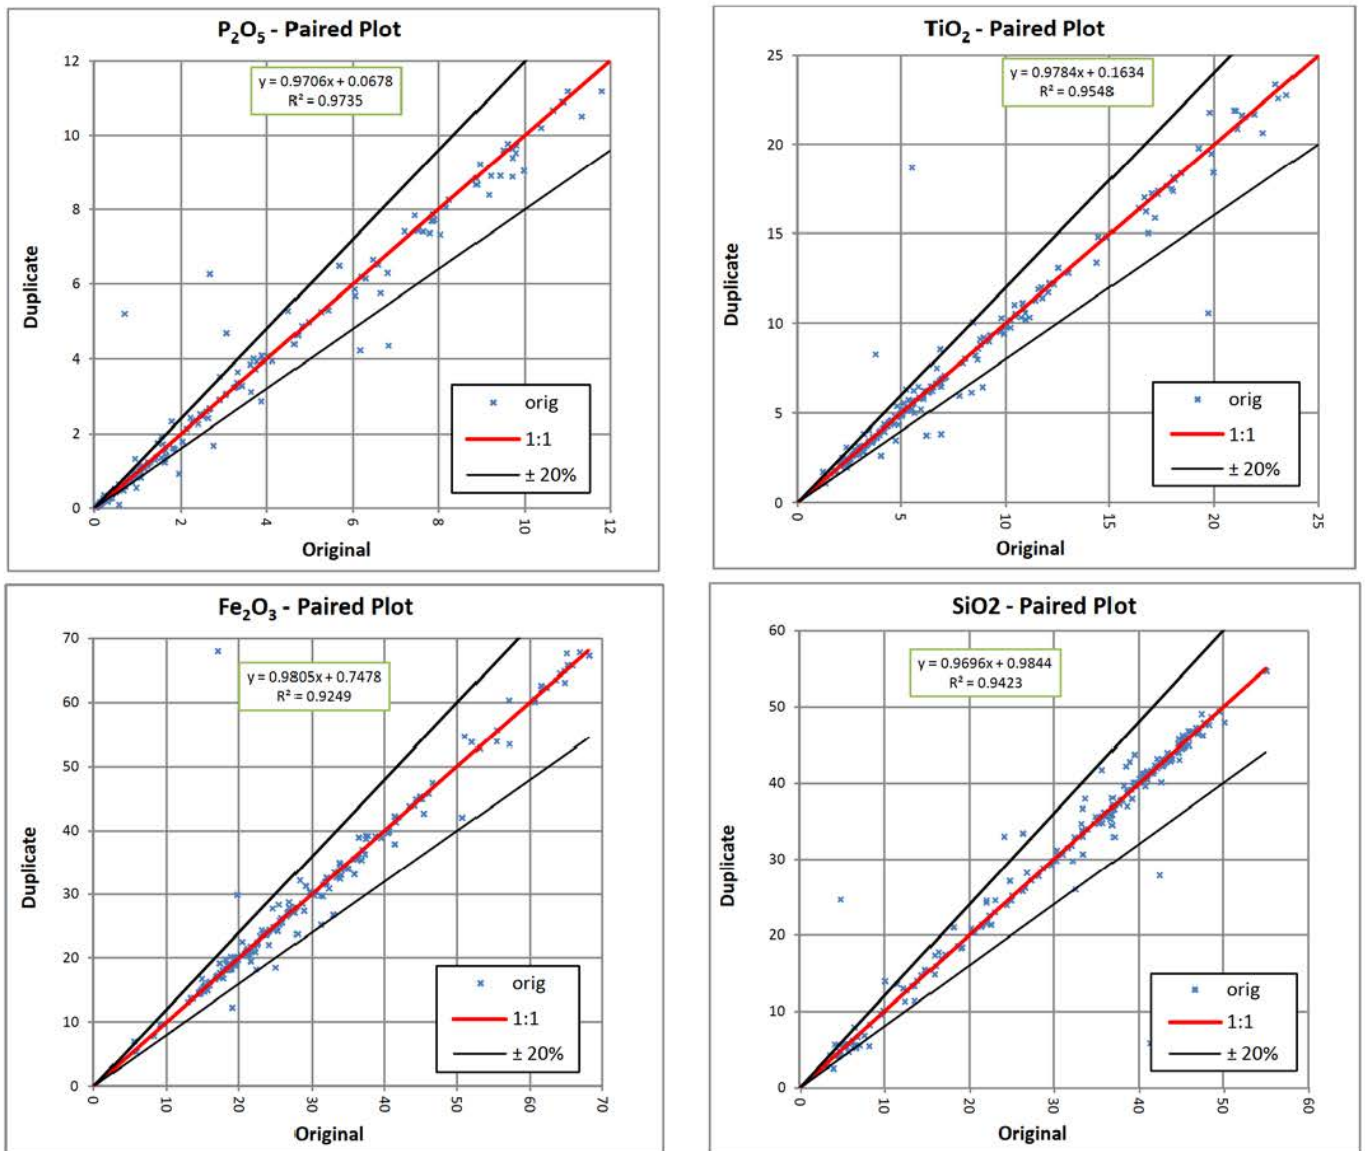 P₂O₅ - Paired Plot
y = 0.9706x + 0.0678
R² = 0.9735
12
10
8
6
4
2
0
Duplicate
orig
1:1
± 20%
0 2 4 6 8 10 12
Original
TiO₂ - Paired Plot
y = 0.9784x + 0.1634
R² = 0.9548
25
20
15
10
5
0
Duplicate
orig
1:1
± 20%
0 5 10 15 20 25
Original
Fe₂O₃ - Paired Plot
y = 0.9805x + 0.7478
R² = 0.9249
70
60
50
40
30
20
10
0
Duplicate
orig
1:1
± 20%
0 10 20 30 40 50 60 70
Original
SiO2 - Paired Plot
y = 0.9696x + 0.9844
R² = 0.9423
60
50
40
30
20
10
0
Duplicate
orig
1:1
± 20%
0 10 20 30 40 50 60
Original